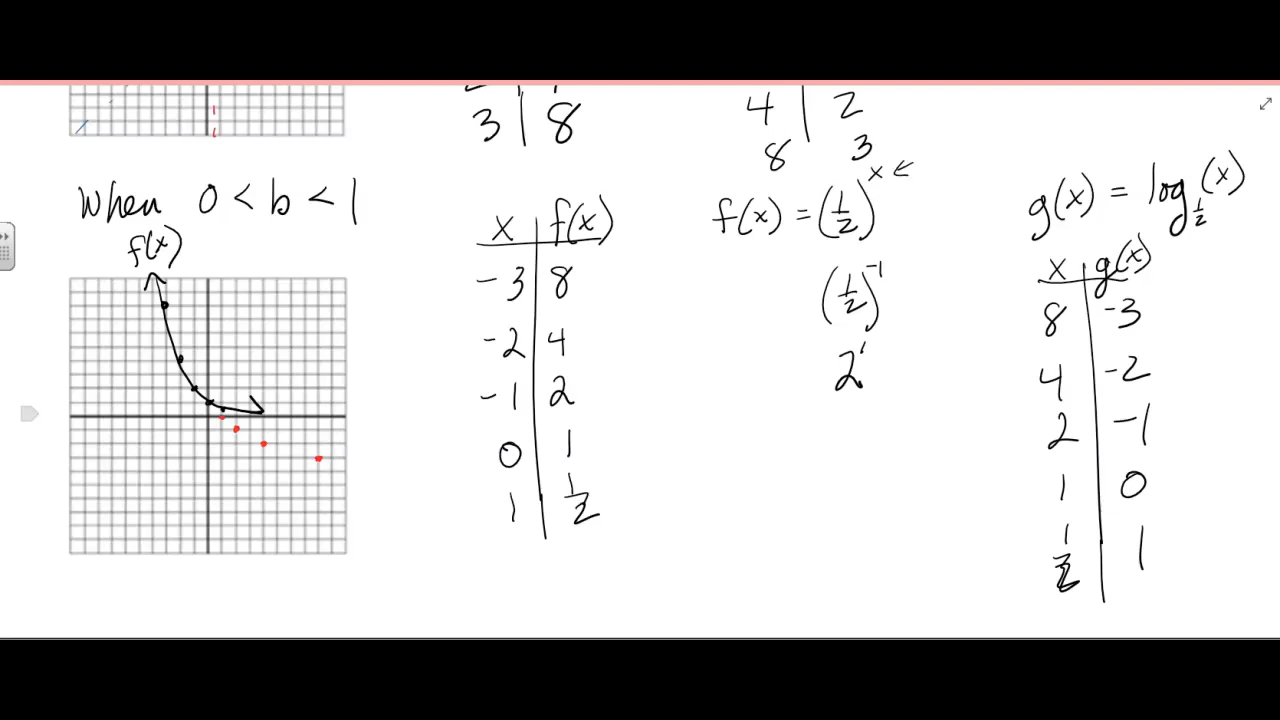 3 | 8
4 | 2
8 3
When 0 < b < 1
f(x)
x | f(x)
-3 | 8
-2 | 4
-1 | 2
0 | 1
1 | 1/2
f(x) = (1/2)^x ←
(1/2)^-1
2^1
g(x) = log_1/2 (x)
x | g(x)
8 | -3
4 | -2
2 | -1
1 | 0
1/2 | 1